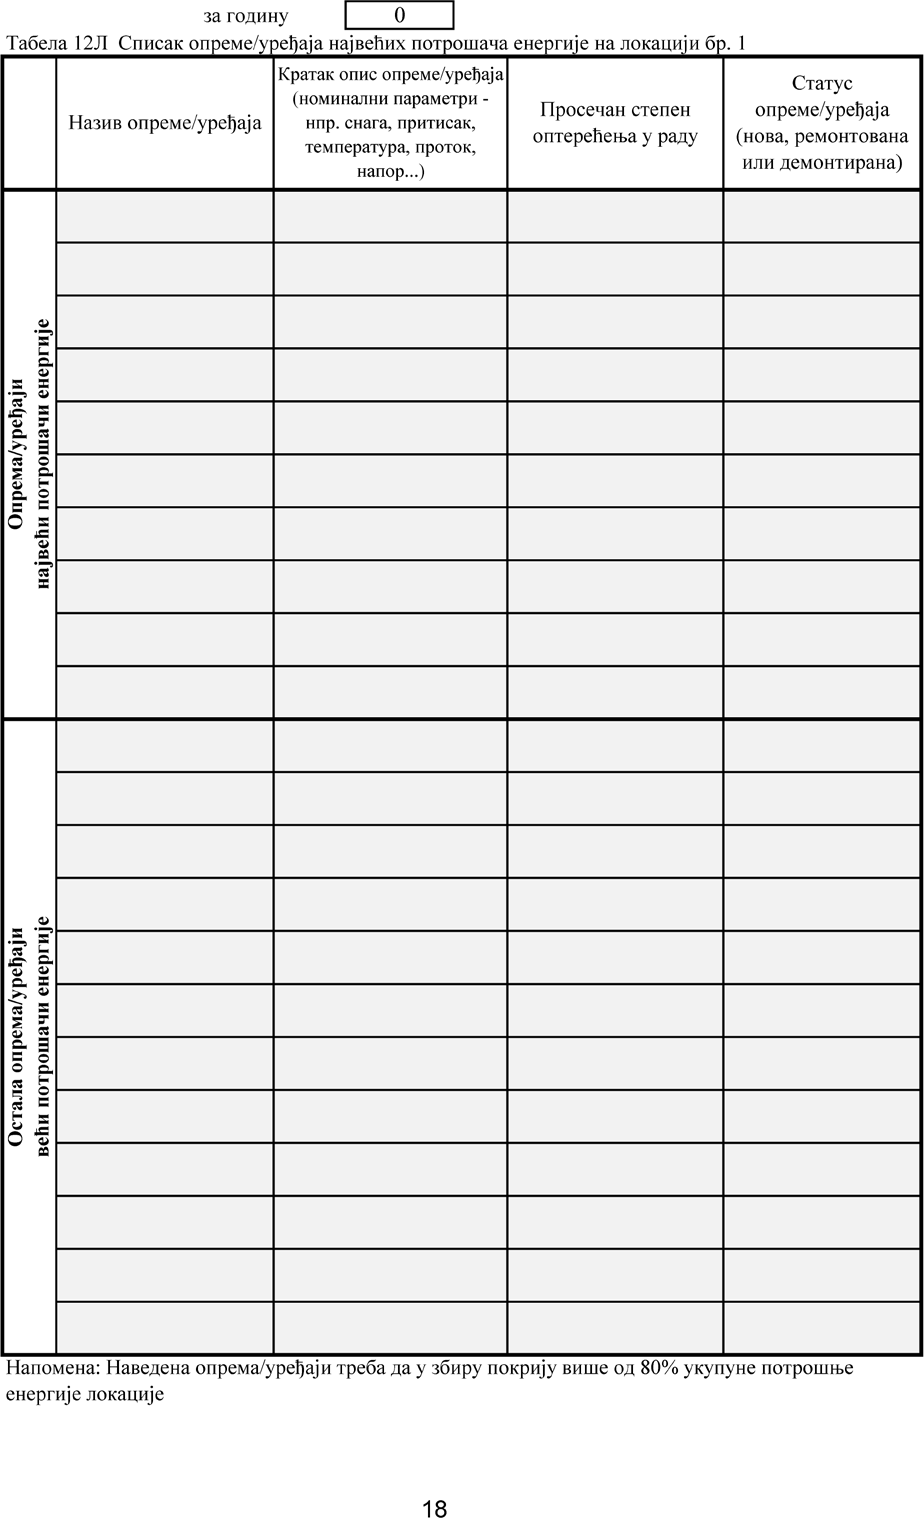 за годину 0
Табела 12Л  Списак опреме/уређаја највећих потрошача енергије на локацији бр. 1
Назив опреме/уређаја
Кратак опис опреме/уређаја
(номинални параметри -
нпр. снага, притисак,
температура, проток,
напор...)
Просечан степен
оптерећења у раду
Статус
опреме/уређаја
(нова, ремонтована
или демонтирана)
Опрема/уређаји
највећи потрошачи енергије
Остала опрема/уређаји
већи потрошачи енергије
Напомена: Наведена опрема/уређаји треба да у збиру покрију више од 80% укупуне потрошње
енергије локације
18